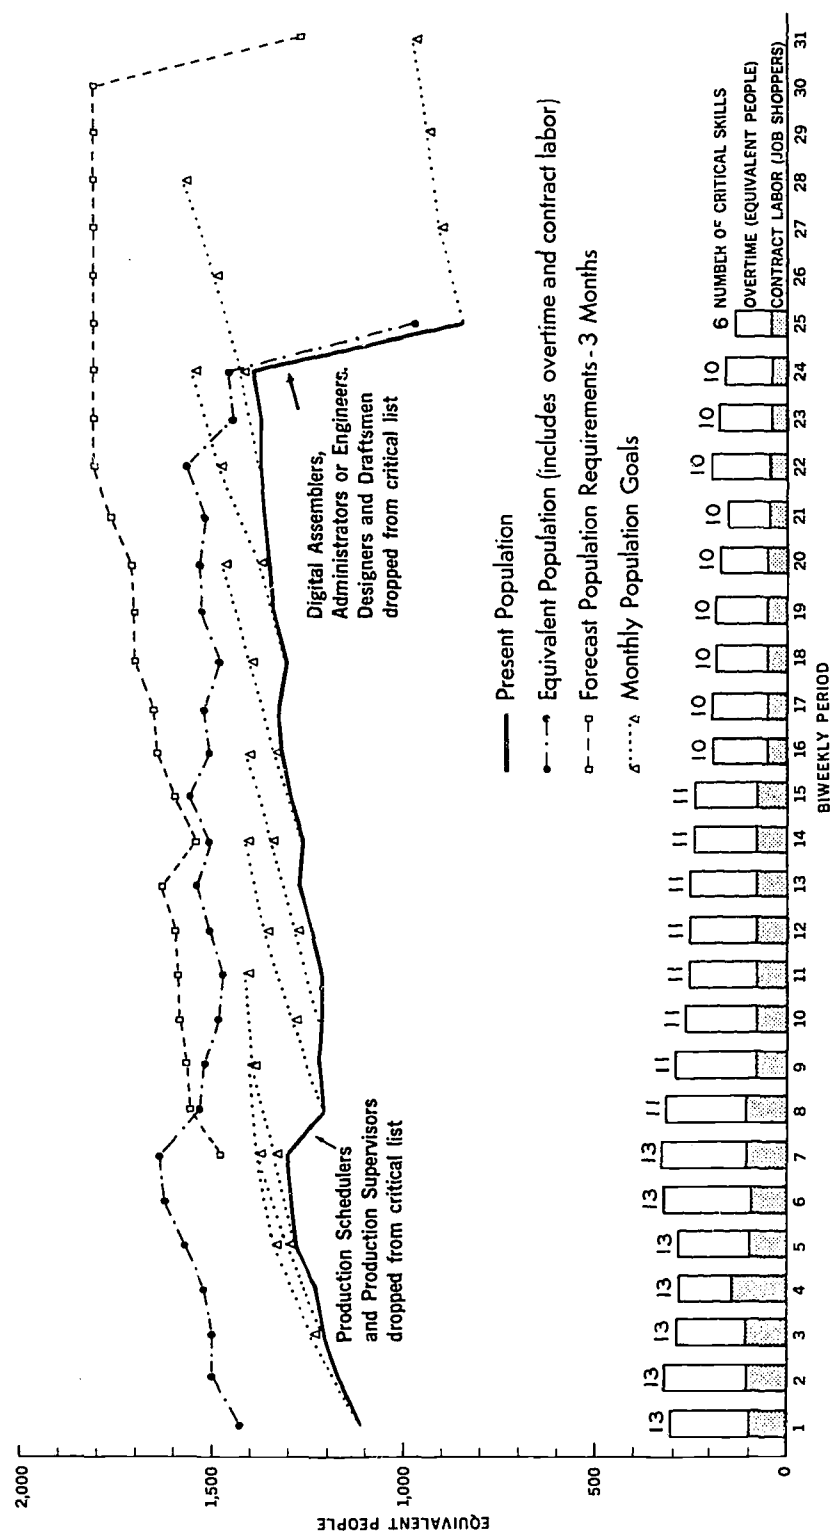 2,000
1,500
1,000
500
0
EQUIVALENT PEOPLE
Production Schedulers
and Production Supervisors
dropped from critical list
Digital Assemblers,
Administrators or Engineers.
Designers and Draftsmen
dropped from critical list
Present Population
Equivalent Population (includes overtime and contract labor)
Forecast Population Requirements - 3 Months
Monthly Population Goals
13 13 13 13 13 13 13 11 11 11 11 11 11 11 11 10 10 10 10 10 10 10 10 10 6
NUMBER OF CRITICAL SKILLS
OVERTIME (EQUIVALENT PEOPLE)
CONTRACT LABOR (JOB SHOPPERS)
1 2 3 4 5 6 7 8 9 10 11 12 13 14 15 16 17 18 19 20 21 22 23 24 25 26 27 28 29 30 31
BIWEEKLY PERIOD